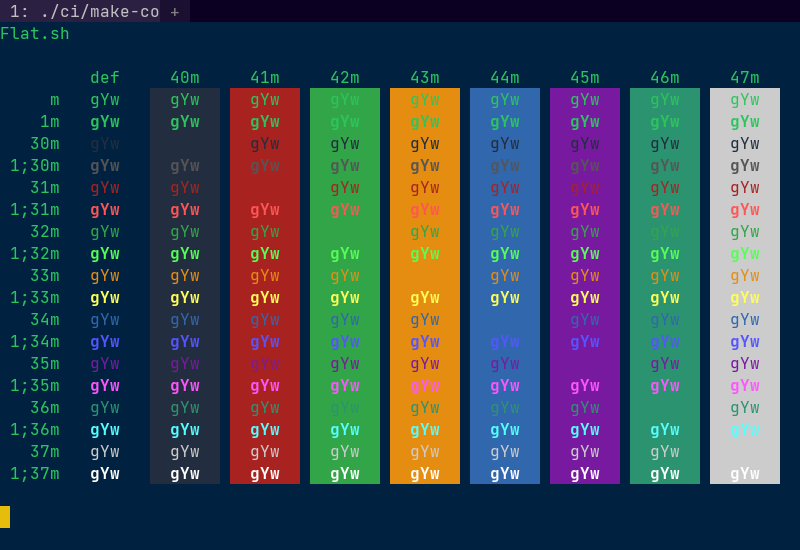 1: ./ci/make-co +
Flat.sh
def 40m 41m 42m 43m 44m 45m 46m 47m
m gYw gYw gYw gYw gYw gYw gYw gYw gYw
1m gYw gYw gYw gYw gYw gYw gYw gYw gYw
30m gYw gYw gYw gYw gYw gYw gYw gYw
1;30m gYw gYw gYw gYw gYw gYw gYw gYw gYw
31m gYw gYw gYw gYw gYw gYw gYw gYw
1;31m gYw gYw gYw gYw gYw gYw gYw gYw gYw
32m gYw gYw gYw gYw gYw gYw gYw gYw
1;32m gYw gYw gYw gYw gYw gYw gYw gYw gYw
33m gYw gYw gYw gYw gYw gYw gYw gYw
1;33m gYw gYw gYw gYw gYw gYw gYw gYw gYw
34m gYw gYw gYw gYw gYw gYw gYw gYw
1;34m gYw gYw gYw gYw gYw gYw gYw gYw gYw
35m gYw gYw gYw gYw gYw gYw gYw gYw
1;35m gYw gYw gYw gYw gYw gYw gYw gYw gYw
36m gYw gYw gYw gYw gYw gYw gYw gYw
1;36m gYw gYw gYw gYw gYw gYw gYw gYw gYw
37m gYw gYw gYw gYw gYw gYw gYw gYw
1;37m gYw gYw gYw gYw gYw gYw gYw gYw gYw